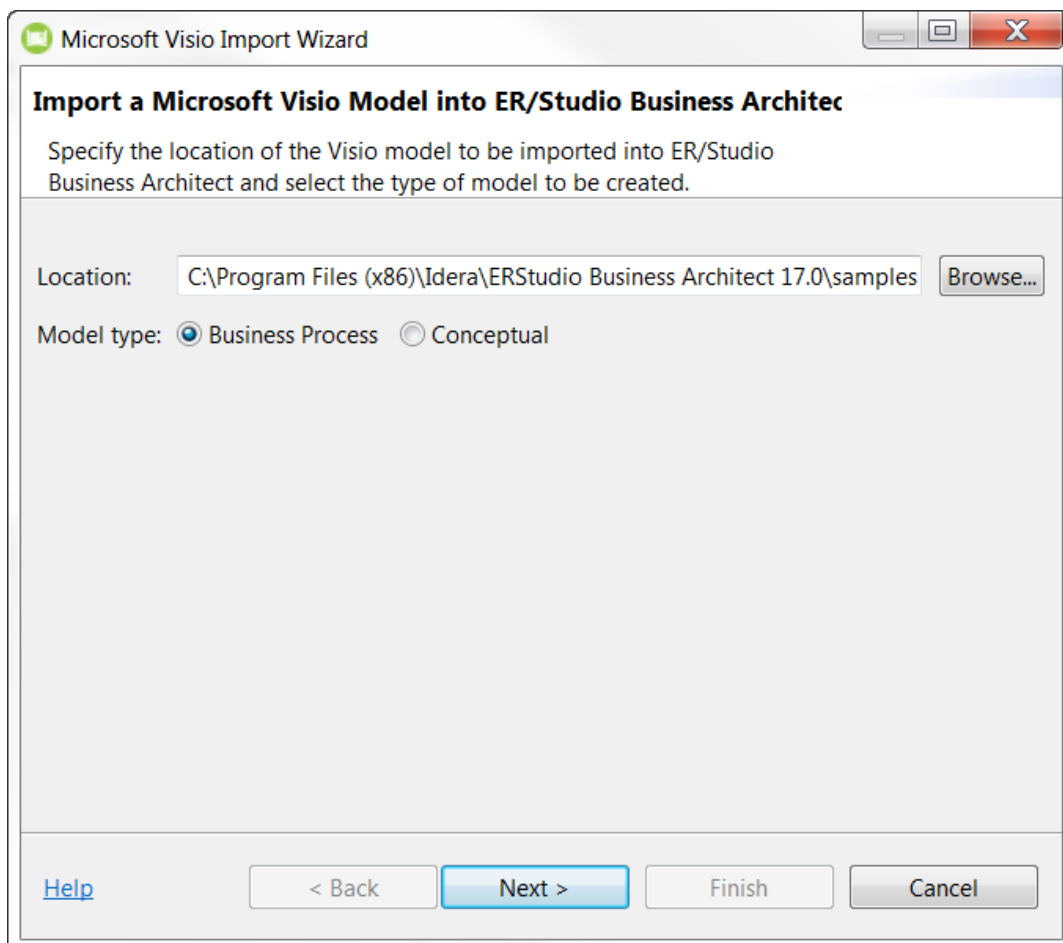 Microsoft Visio Import Wizard
Import a Microsoft Visio Model into ER/Studio Business Architec
Specify the location of the Visio model to be imported into ER/Studio
Business Architect and select the type of model to be created.
Location: C:\Program Files (x86)\Idera\ERStudio Business Architect 17.0\samples Browse...
Model type: Business Process Conceptual
Help < Back Next > Finish Cancel